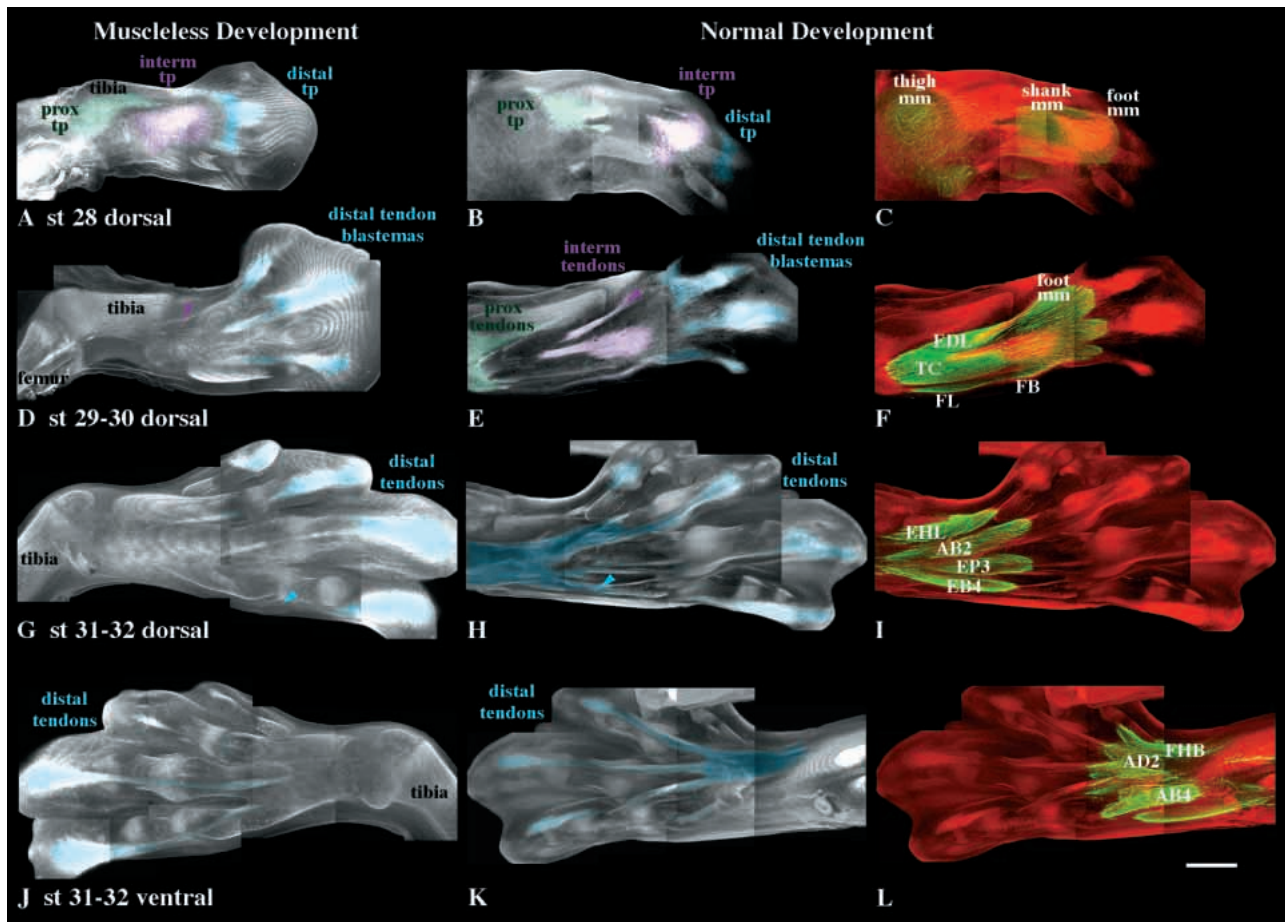 Muscleless Development
Normal Development
interm
tp
distal
tp
tibia
prox
tp
A st 28 dorsal
interm
tp
distal
tp
prox
tp
B
thigh
mm
shank
mm
foot
mm
C
distal tendon
blastemas
tibia
femur
D st 29-30 dorsal
interm
tendons
distal tendon
blastemas
prox
tendons
E
foot
mm
EDL
TC
FL
FB
F
distal
tendons
tibia
G st 31-32 dorsal
distal
tendons
H
EHL
AB2
EP3
EB4
I
distal
tendons
tibia
J st 31-32 ventral
distal
tendons
K
FHB
AD2
AB4
L